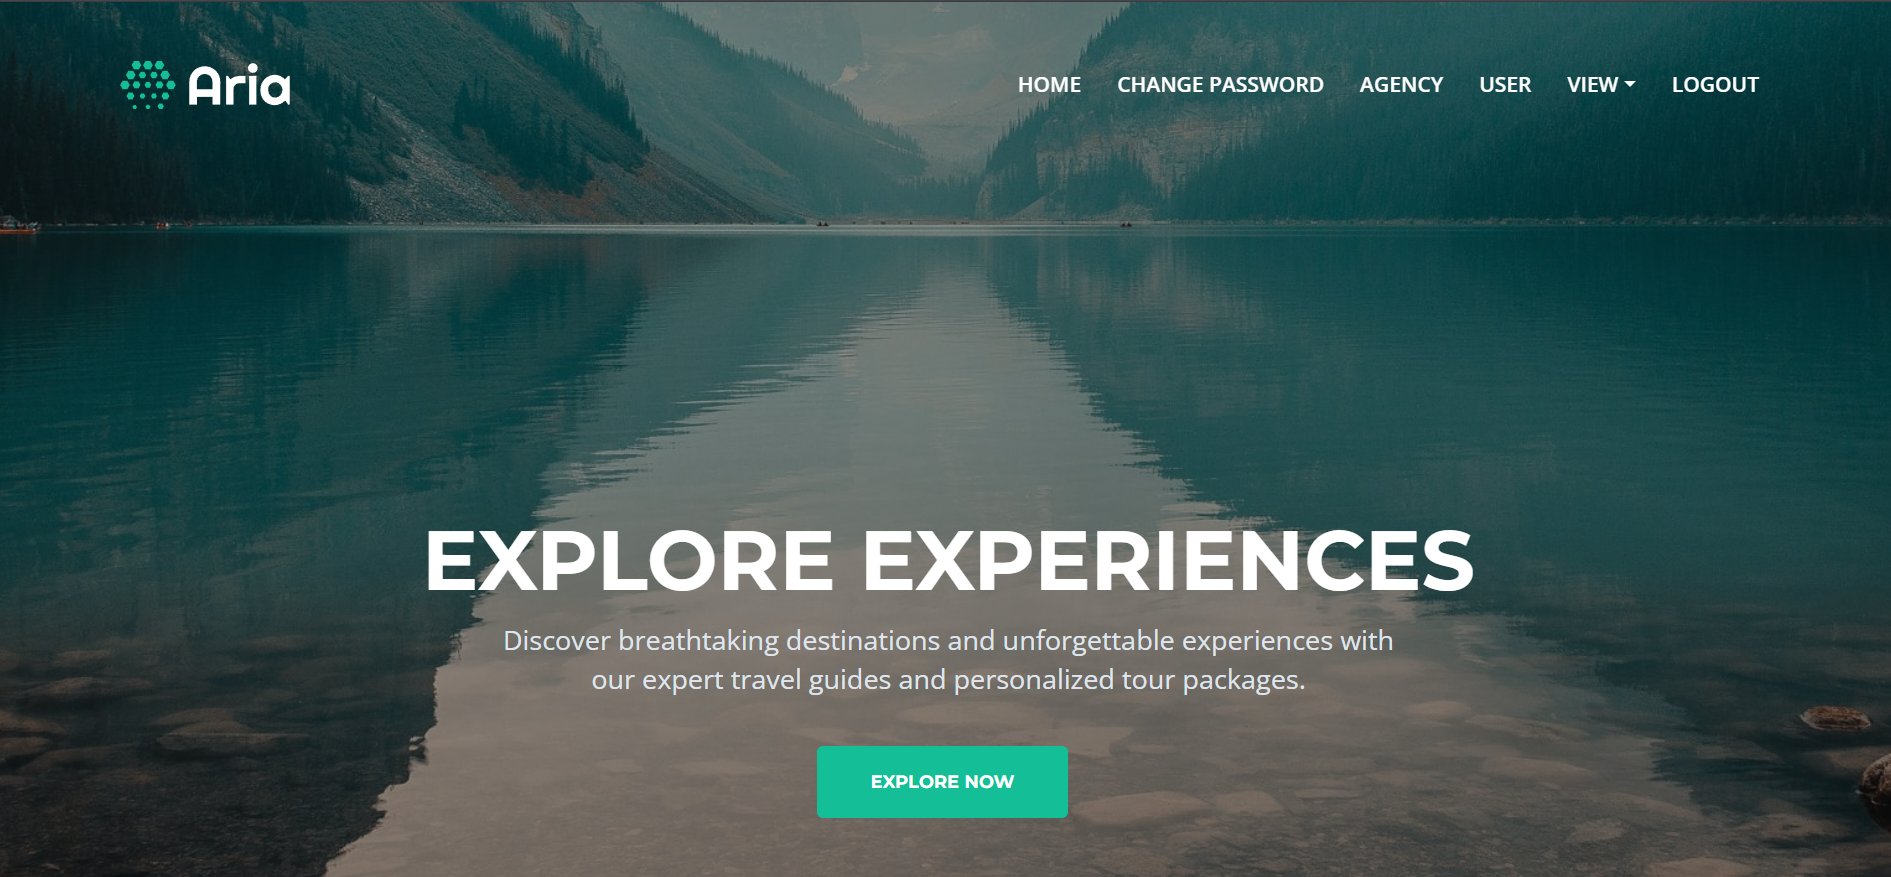 Aria
HOME CHANGE PASSWORD AGENCY USER VIEW LOGOUT
EXPLORE EXPERIENCES
Discover breathtaking destinations and unforgettable experiences with
our expert travel guides and personalized tour packages.
EXPLORE NOW